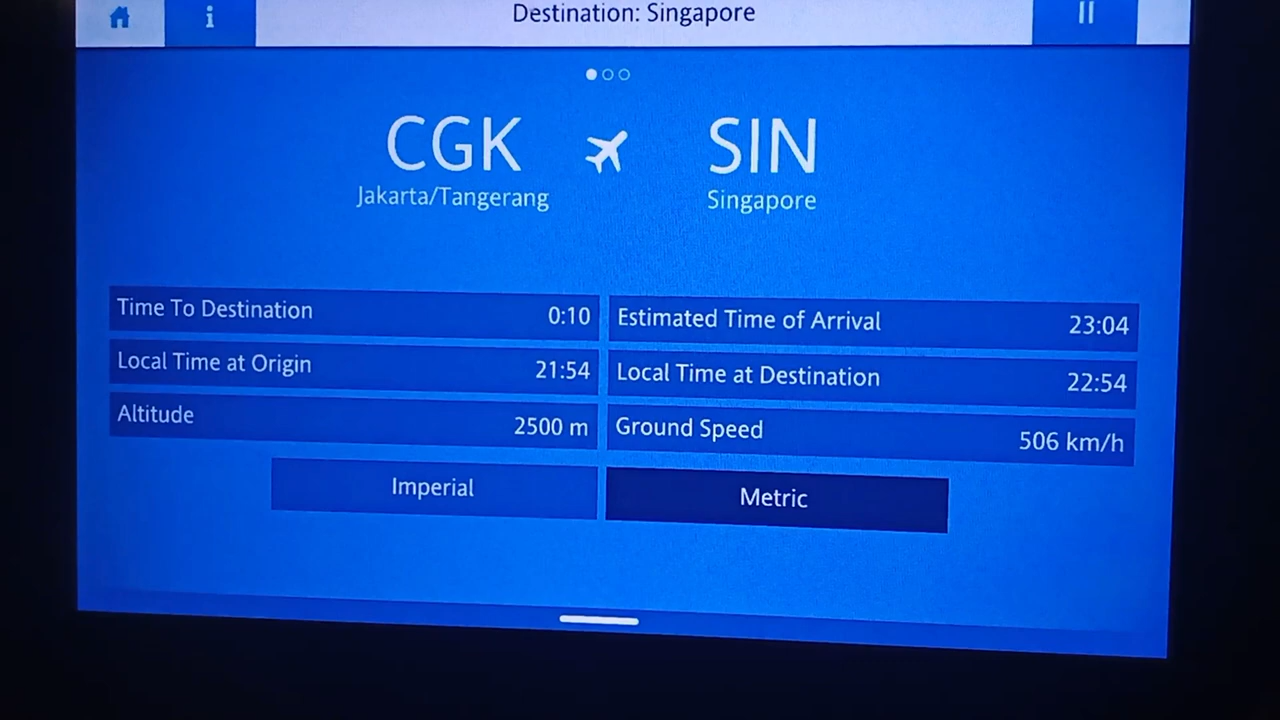 i
Destination: Singapore
CGK SIN
Jakarta/Tangerang Singapore
Time To Destination 0:10 Estimated Time of Arrival 23:04
Local Time at Origin 21:54 Local Time at Destination 22:54
Altitude 2500 m Ground Speed 506 km/h
Imperial Metric